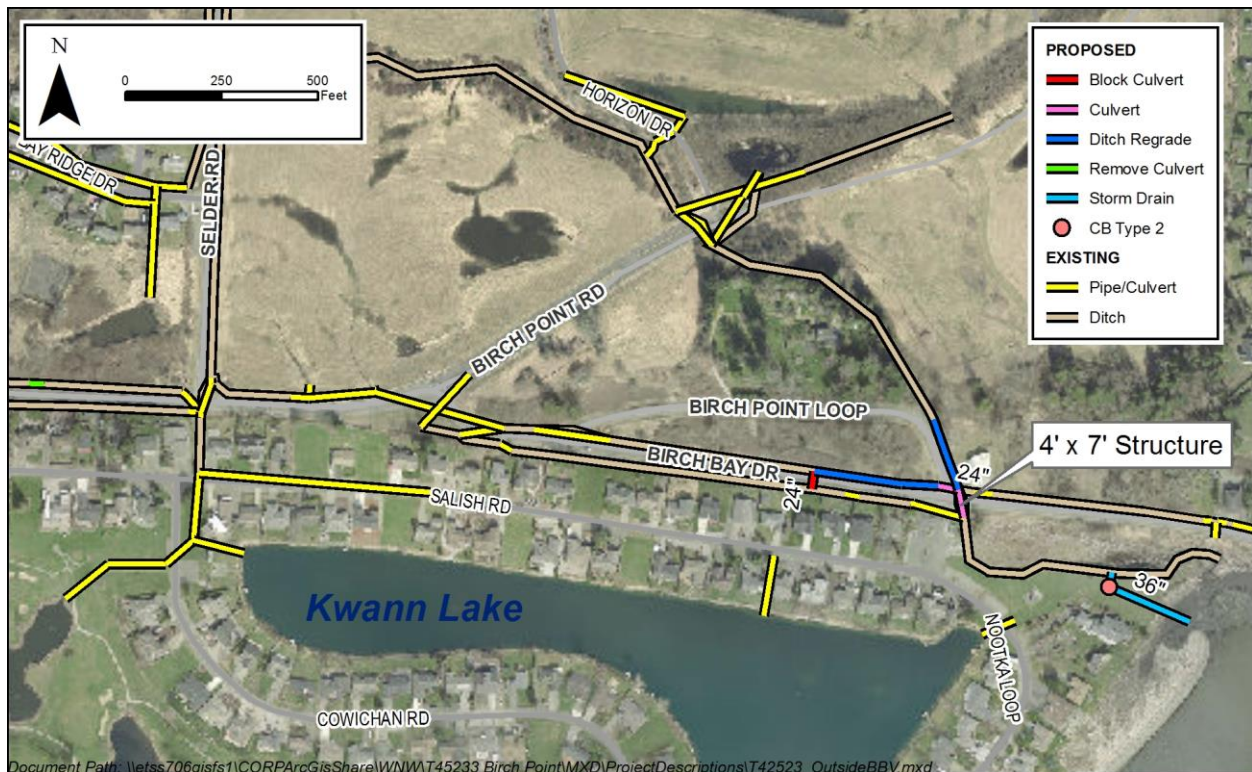 N
0 250 500
Feet
PROPOSED
Block Culvert
Culvert
Ditch Regrade
Remove Culvert
Storm Drain
CB Type 2
EXISTING
Pipe/Culvert
Ditch
HORIZON DR
BAY RIDGE DR
SELDER RD
BIRCH POINT RD
BIRCH POINT LOOP
4' x 7' Structure
BIRCH BAY DR
24"
24"
SALISH RD
36"
Kwann Lake
NOOTKA LOOP
COWICHAN RD
Document Path: \\etss706gisfs1\CORPArcGisShare\WNW\T45233 Birch Point\MXD\ProjectDescriptions\T42523_OutsideBBV.mxd